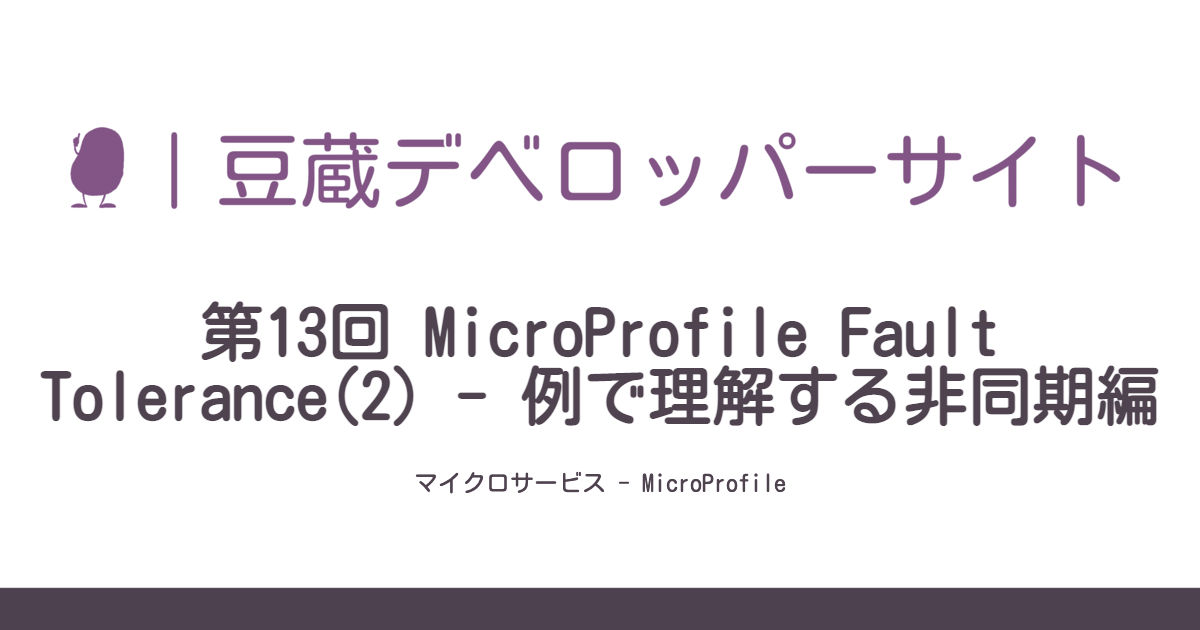 |豆蔵デベロッパーサイト
第13回 MicroProfile Fault
Tolerance(2) - 例で理解する非同期編
マイクロサービス - MicroProfile